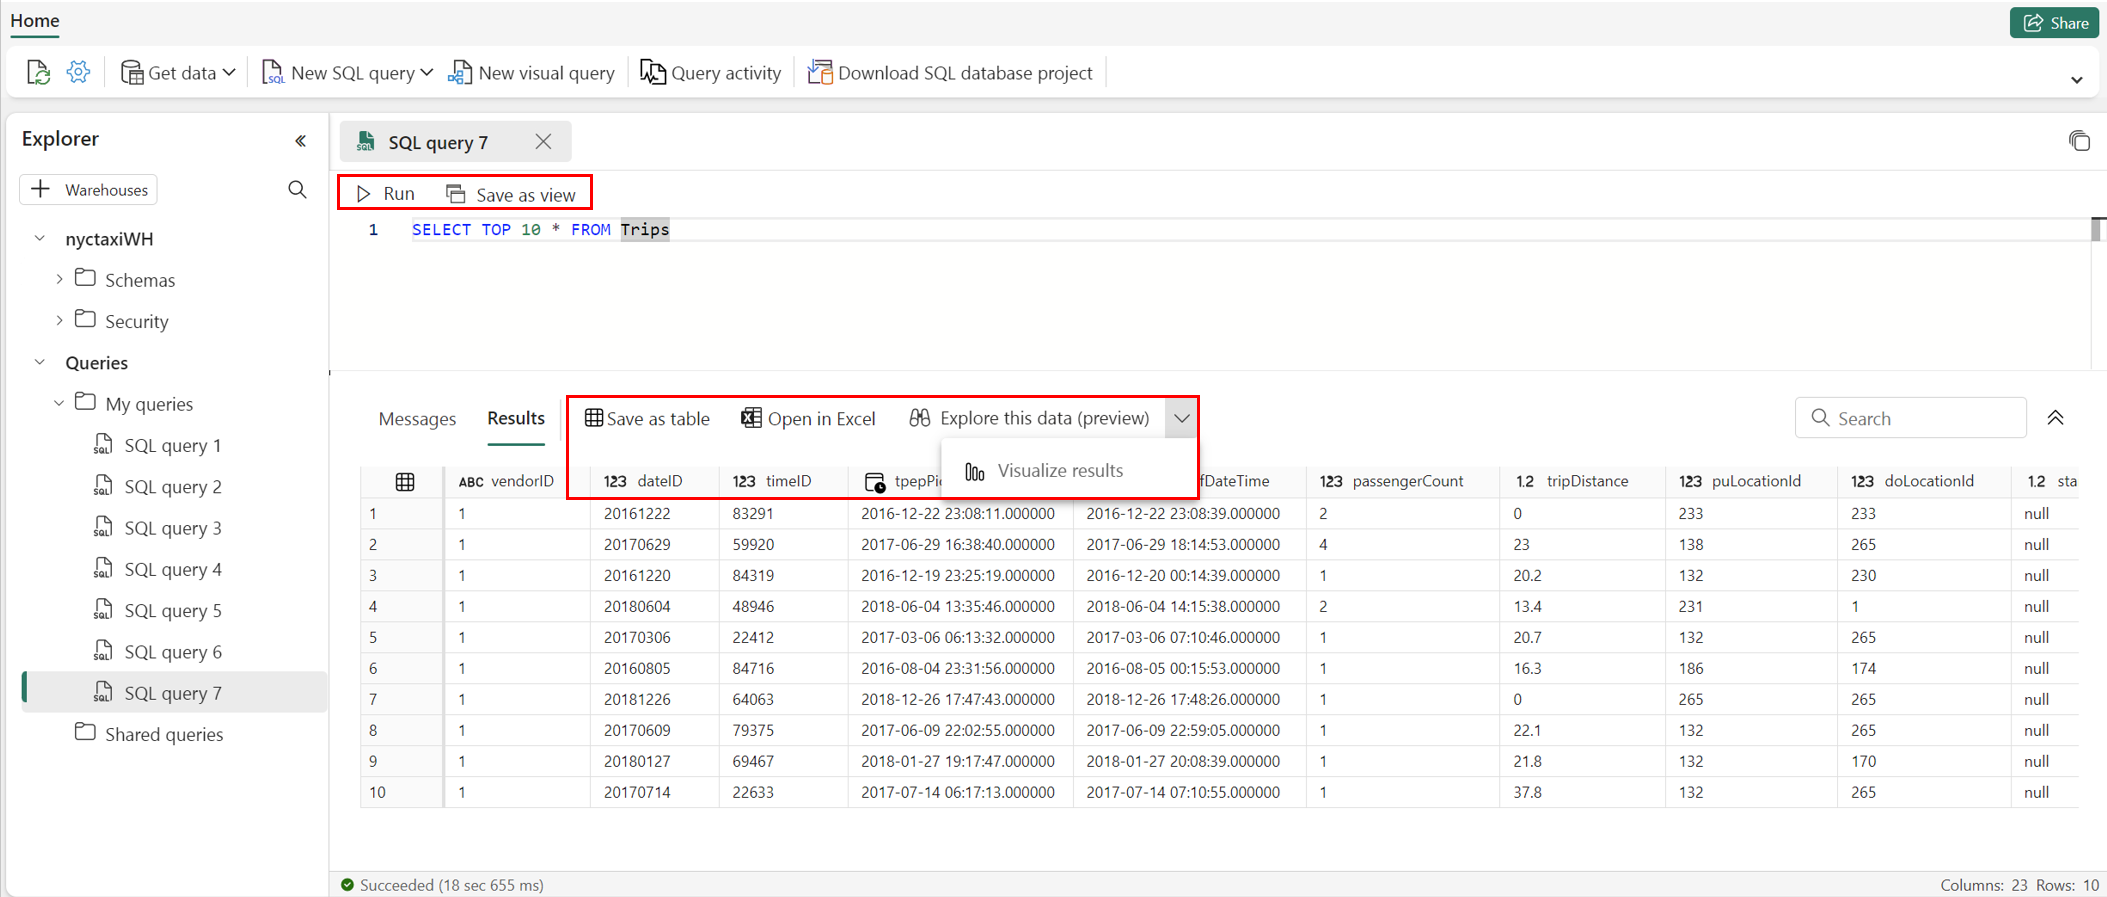 Home
Share
Get data
New SQL query
New visual query
Query activity
Download SQL database project
Explorer
Warehouses
nyctaxiWH
Schemas
Security
Queries
My queries
SQL query 1
SQL query 2
SQL query 3
SQL query 4
SQL query 5
SQL query 6
SQL query 7
Shared queries
SQL query 7
Run Save as view
1 SELECT TOP 10 * FROM Trips
Messages Results Save as table Open in Excel Explore this data (preview) Search
Visualize results
ABC vendorID 123 dateID 123 timeID tpepPi fDateTime 123 passengerCount 1.2 tripDistance 123 puLocationId 123 doLocationId 1.2 sta
1 1 20161222 83291 2016-12-22 23:08:11.000000 2016-12-22 23:08:39.000000 2 0 233 233 null
2 1 20170629 59920 2017-06-29 16:38:40.000000 2017-06-29 18:14:53.000000 4 23 138 265 null
3 1 20161220 84319 2016-12-19 23:25:19.000000 2016-12-20 00:14:39.000000 1 20.2 132 230 null
4 1 20180604 48946 2018-06-04 13:35:46.000000 2018-06-04 14:15:38.000000 2 13.4 231 1 null
5 1 20170306 22412 2017-03-06 06:13:32.000000 2017-03-06 07:10:46.000000 1 20.7 132 265 null
6 1 20160805 84716 2016-08-04 23:31:56.000000 2016-08-05 00:15:53.000000 1 16.3 186 174 null
7 1 20181226 64063 2018-12-26 17:47:43.000000 2018-12-26 17:48:26.000000 1 0 265 265 null
8 1 20170609 79375 2017-06-09 22:02:55.000000 2017-06-09 22:59:05.000000 1 22.1 132 265 null
9 1 20180127 69467 2018-01-27 19:17:47.000000 2018-01-27 20:08:39.000000 1 21.8 132 170 null
10 1 20170714 22633 2017-07-14 06:17:13.000000 2017-07-14 07:10:55.000000 1 37.8 132 265 null
Succeeded (18 sec 655 ms)
Columns: 23 Rows: 10